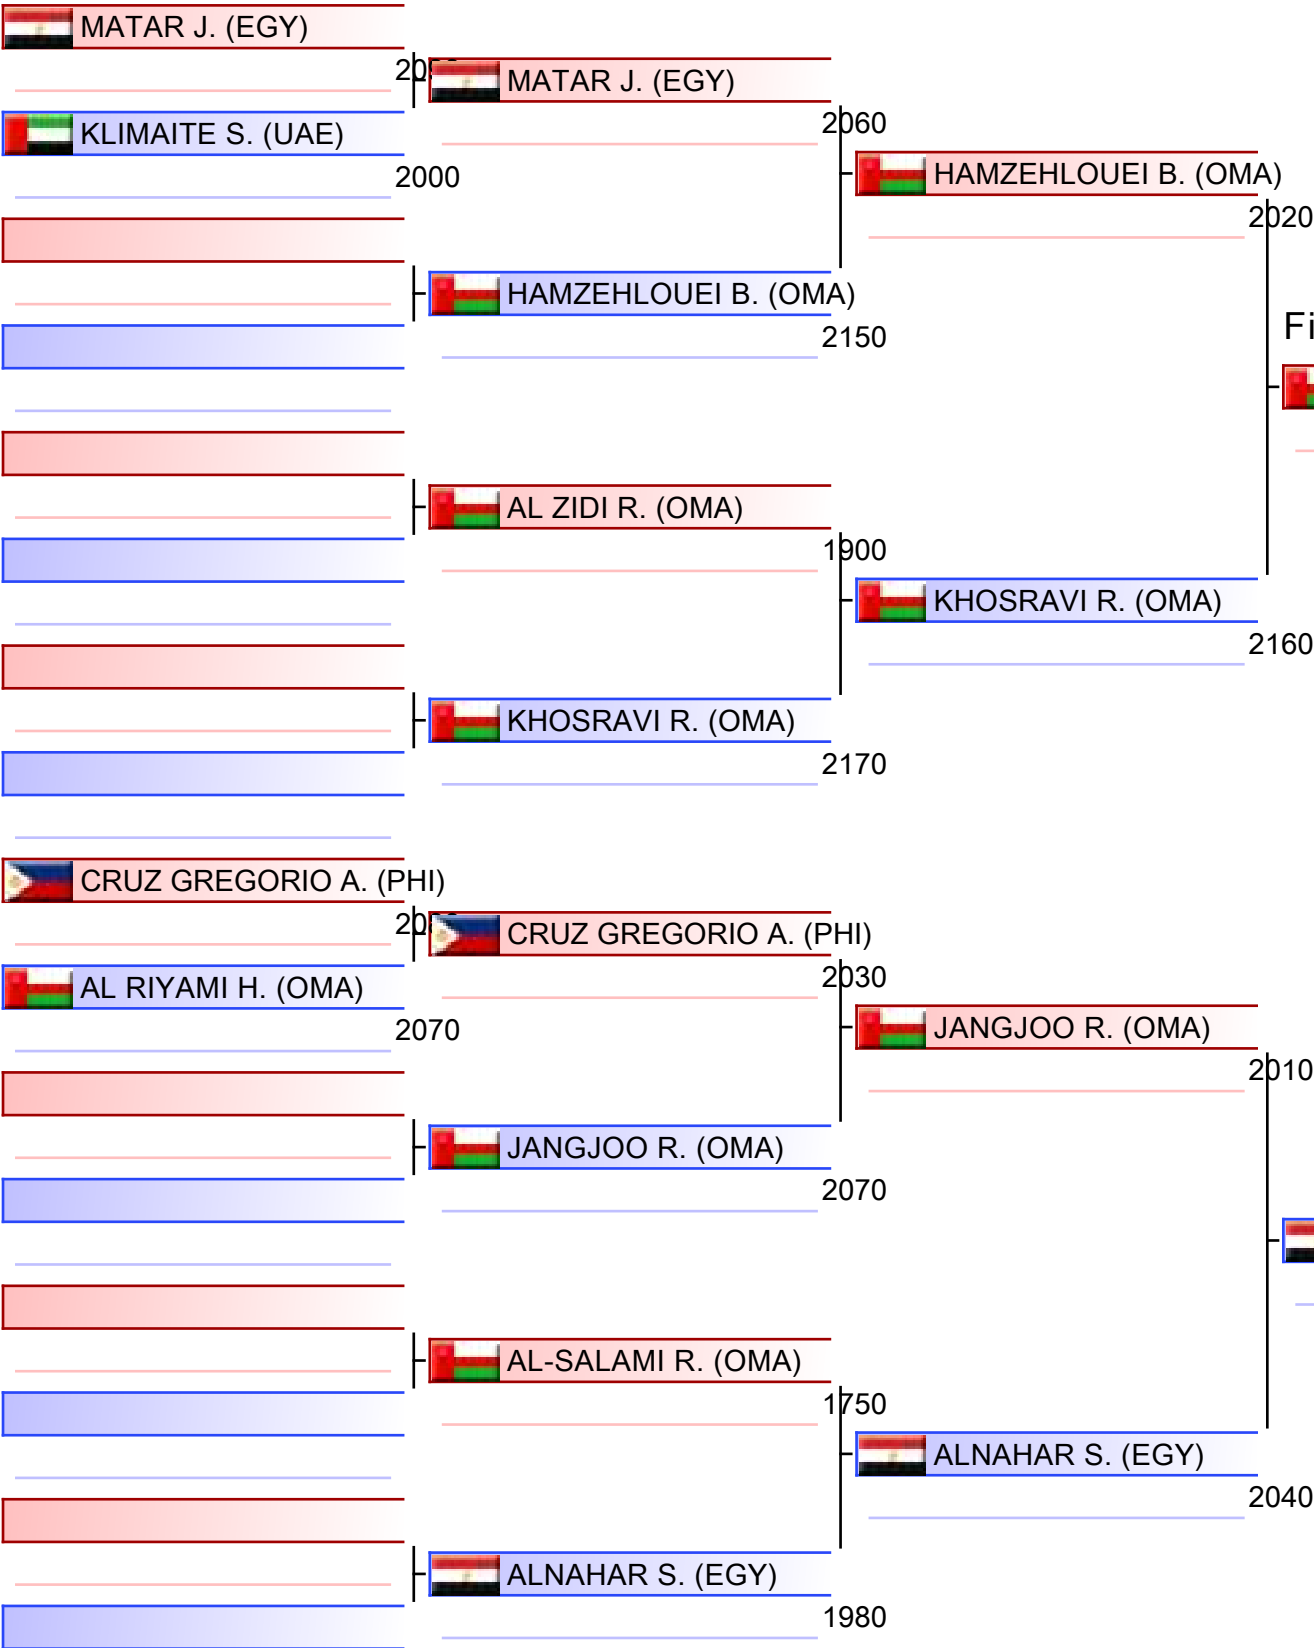 MATAR J. (EGY)
KLIMAITE S. (UAE)
2000
MATAR J. (EGY)
2060
HAMZEHLOUEI B. (OMA)
2150
AL ZIDI R. (OMA)
1900
KHOSRAVI R. (OMA)
2170
CRUZ GREGORIO A. (PHI)
AL RIYAMI H. (OMA)
2070
CRUZ GREGORIO A. (PHI)
2030
JANGJOO R. (OMA)
2070
AL-SALAMI R. (OMA)
1750
ALNAHAR S. (EGY)
1980
HAMZEHLOUEI B. (OMA)
2020
KHOSRAVI R. (OMA)
2160
JANGJOO R. (OMA)
2010
ALNAHAR S. (EGY)
2040